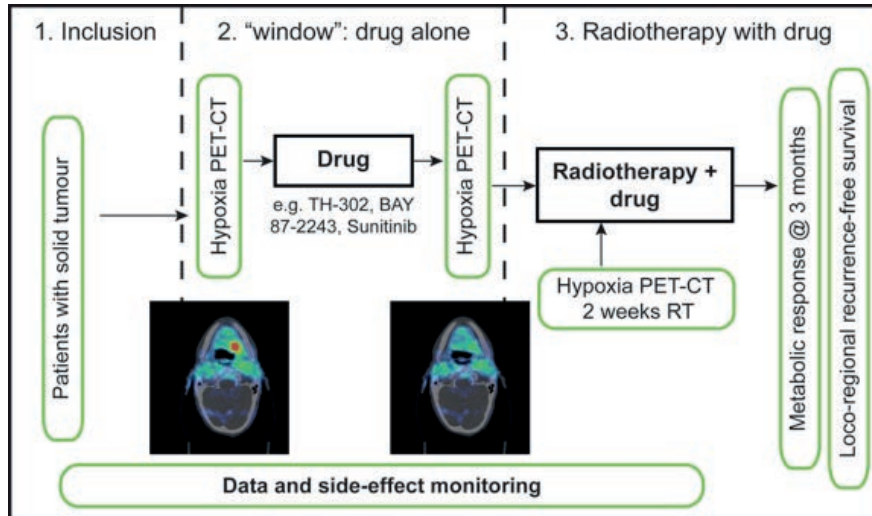 1. Inclusion
2. “window”: drug alone
3. Radiotherapy with drug
Patients with solid tumour
Hypoxia PET-CT
Drug
e.g. TH-302, BAY
87-2243, Sunitinib
Hypoxia PET-CT
Radiotherapy +
drug
Hypoxia PET-CT
2 weeks RT
Metabolic response @ 3 months
Loco-regional recurrence-free survival
Data and side-effect monitoring